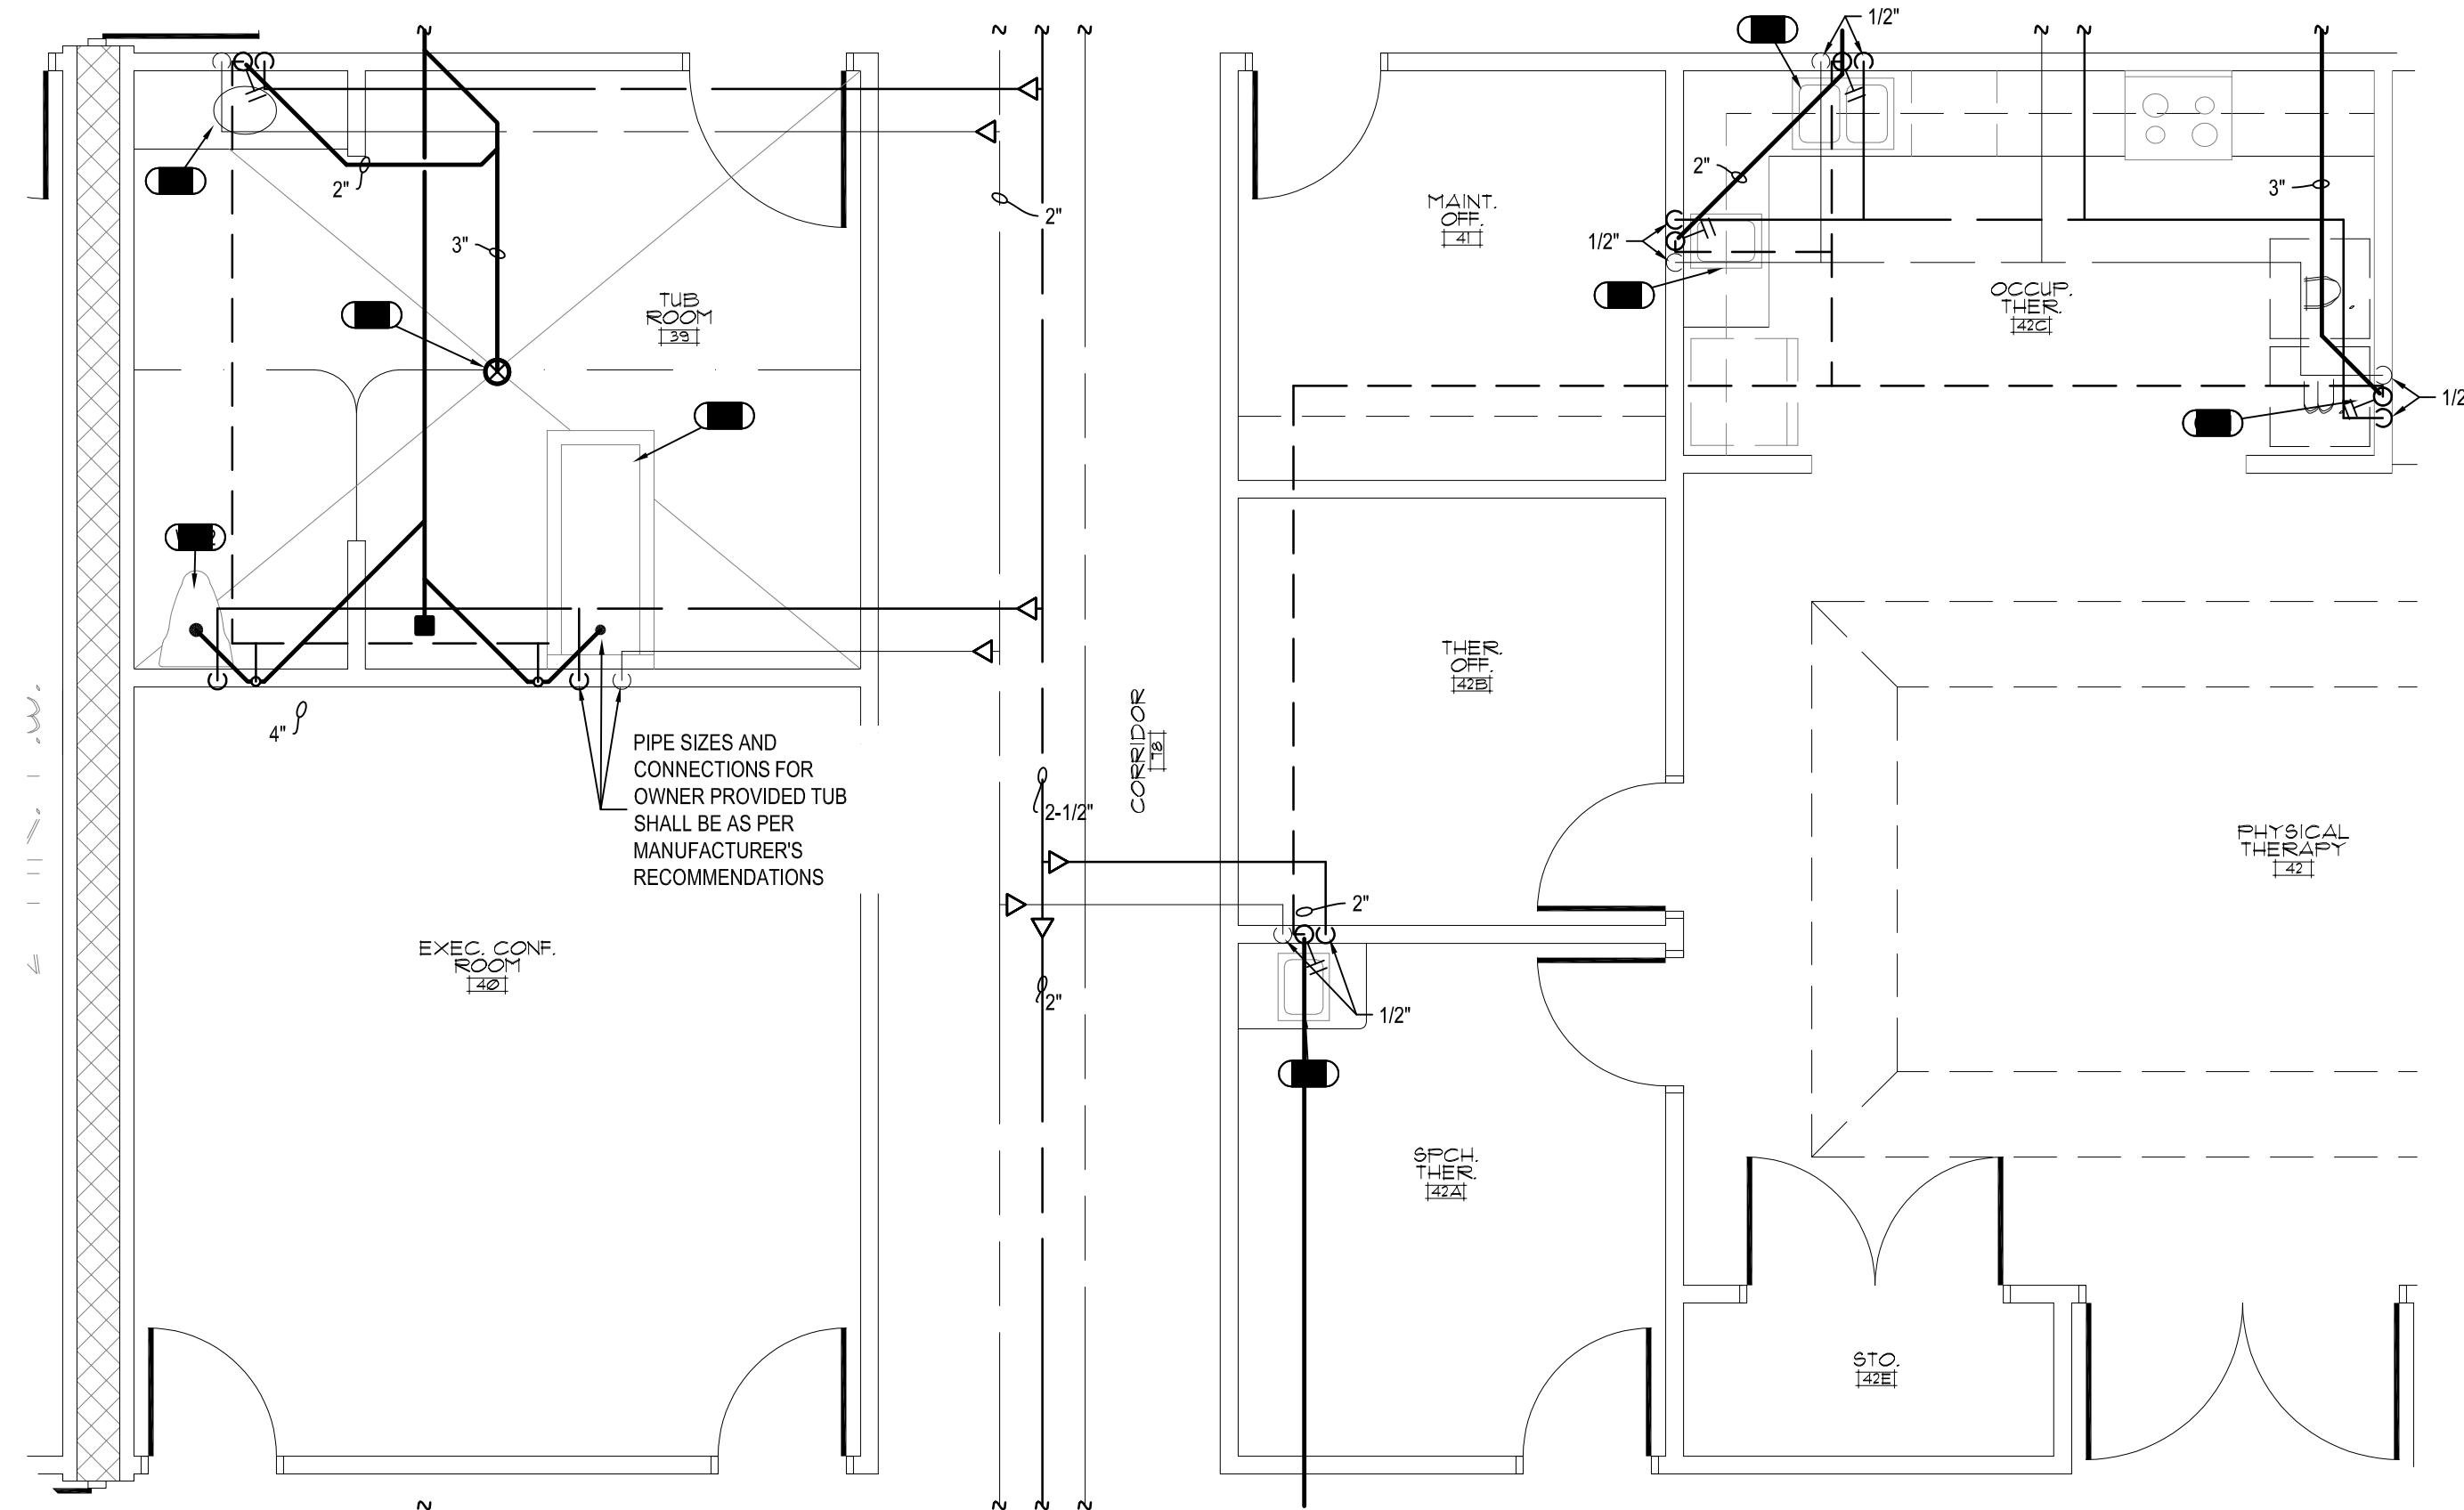 1/2"
2"
3"
2"
2"
3"
1/2"
MAINT.
OFF.
41
TUB
ROOM
39
OCCUP.
THER.
42C
D.
W.
1/2
THER.
OFF.
42B
4"
PIPE SIZES AND
CONNECTIONS FOR
OWNER PROVIDED TUB
SHALL BE AS PER
MANUFACTURER'S
RECOMMENDATIONS
CORRIDOR
18
2-1/2"
PHYSICAL
THERAPY
42
2"
EXEC. CONF.
ROOM
40
2"
1/2"
SPCH.
THER.
42A
STO.
42E